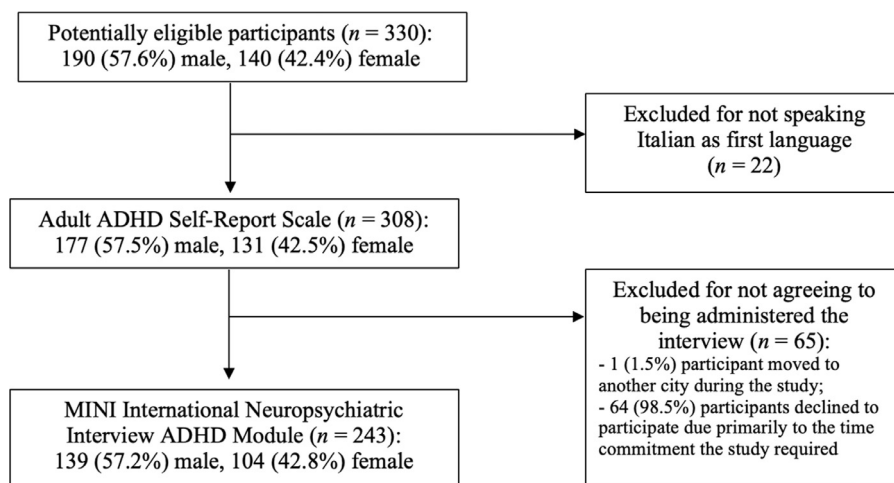 Potentially eligible participants (n = 330):
190 (57.6%) male, 140 (42.4%) female
Excluded for not speaking
Italian as first language
(n = 22)
Adult ADHD Self-Report Scale (n = 308):
177 (57.5%) male, 131 (42.5%) female
Excluded for not agreeing to
being administered the
interview (n = 65):
- 1 (1.5%) participant moved to
another city during the study;
- 64 (98.5%) participants declined to
participate due primarily to the time
commitment the study required
MINI International Neuropsychiatric
Interview ADHD Module (n = 243):
139 (57.2%) male, 104 (42.8%) female